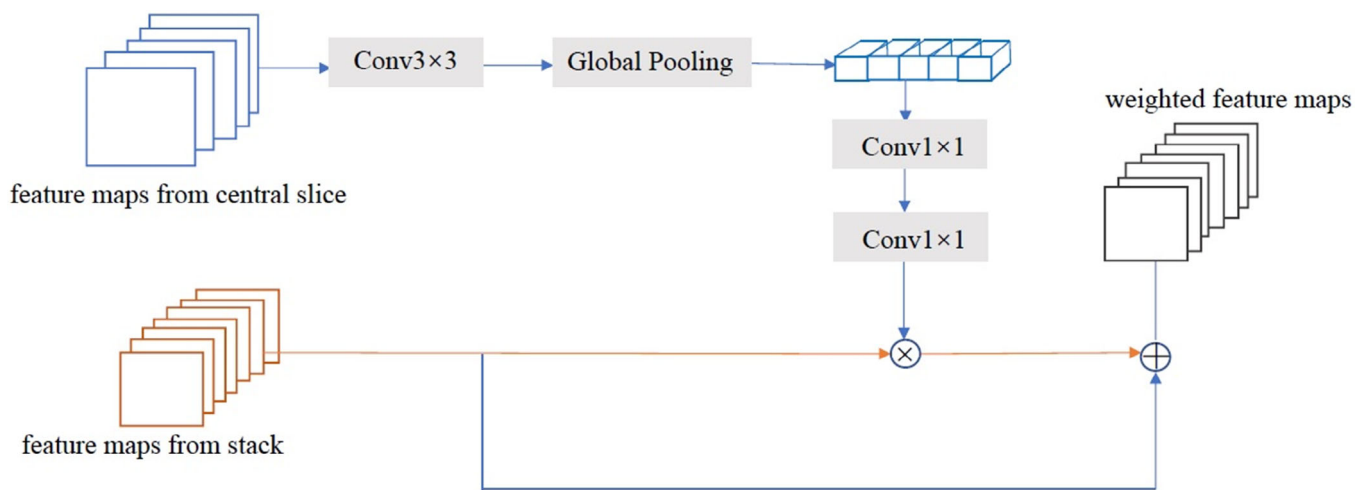 Conv3×3
Global Pooling
weighted feature maps
Conv1×1
feature maps from central slice
Conv1×1
feature maps from stack